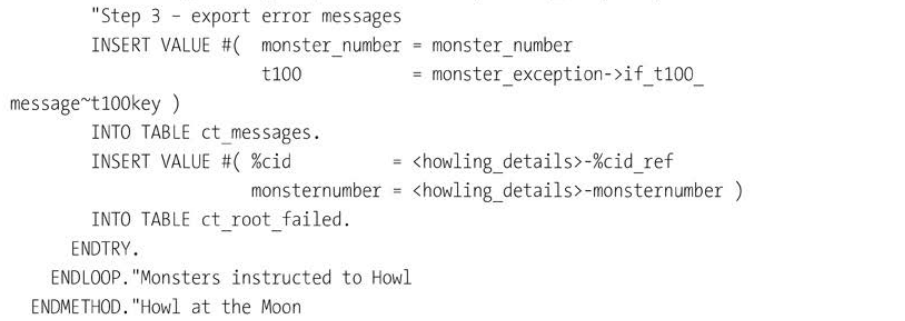 "Step 3 – export error messages
INSERT VALUE #( monster_number = monster_number
t100 = monster_exception->if_t100_
message~t100key )
INTO TABLE ct_messages.
INSERT VALUE #( %cid = <howling_details>-%cid_ref
monsternumber = <howling_details>-monsternumber )
INTO TABLE ct_root_failed.
ENDTRY.
ENDLOOP."Monsters instructed to Howl
ENDMETHOD."Howl at the Moon